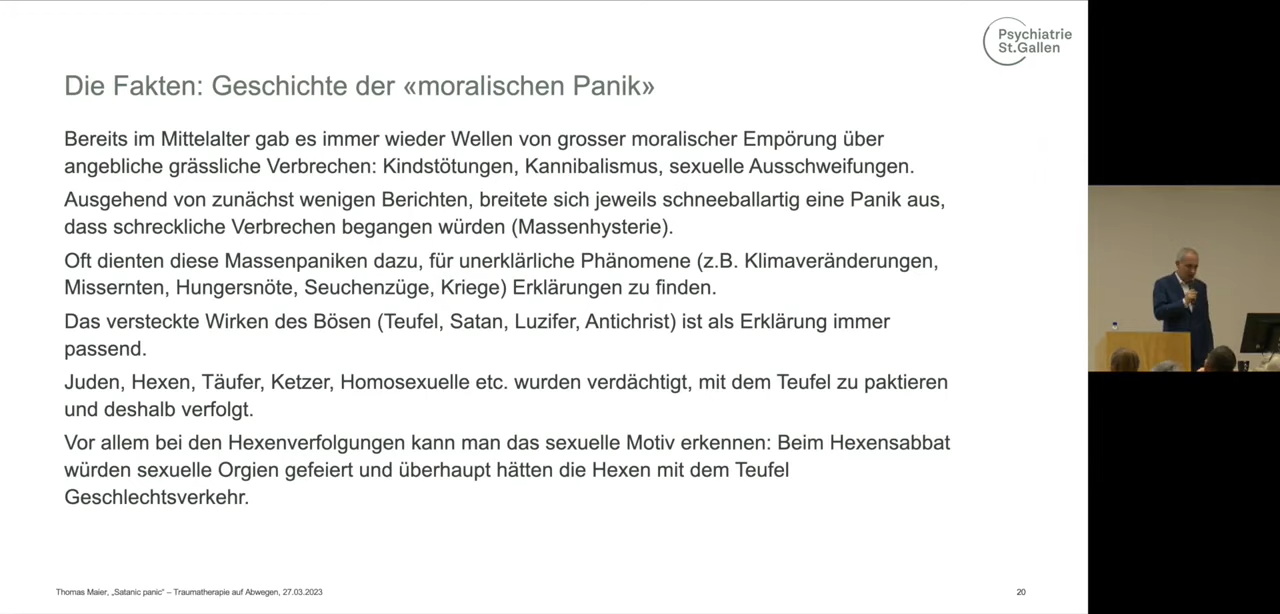 Psychiatrie
St.Gallen
Die Fakten: Geschichte der «moralischen Panik»
Bereits im Mittelalter gab es immer wieder Wellen von grosser moralischer Empörung über
angebliche grässliche Verbrechen: Kindstötungen, Kannibalismus, sexuelle Ausschweifungen.
Ausgehend von zunächst wenigen Berichten, breitete sich jeweils schneeballartig eine Panik aus,
dass schreckliche Verbrechen begangen würden (Massenhysterie).
Oft dienten diese Massenpaniken dazu, für unerklärliche Phänomene (z.B. Klimaveränderungen,
Missernten, Hungersnöte, Seuchenzüge, Kriege) Erklärungen zu finden.
Das versteckte Wirken des Bösen (Teufel, Satan, Luzifer, Antichrist) ist als Erklärung immer
passend.
Juden, Hexen, Täufer, Ketzer, Homosexuelle etc. wurden verdächtigt, mit dem Teufel zu paktieren
und deshalb verfolgt.
Vor allem bei den Hexenverfolgungen kann man das sexuelle Motiv erkennen: Beim Hexensabbat
würden sexuelle Orgien gefeiert und überhaupt hätten die Hexen mit dem Teufel
Geschlechtsverkehr.
Thomas Maier, „Satanic panic" – Traumatherapie auf Abwegen, 27.03.2023
20